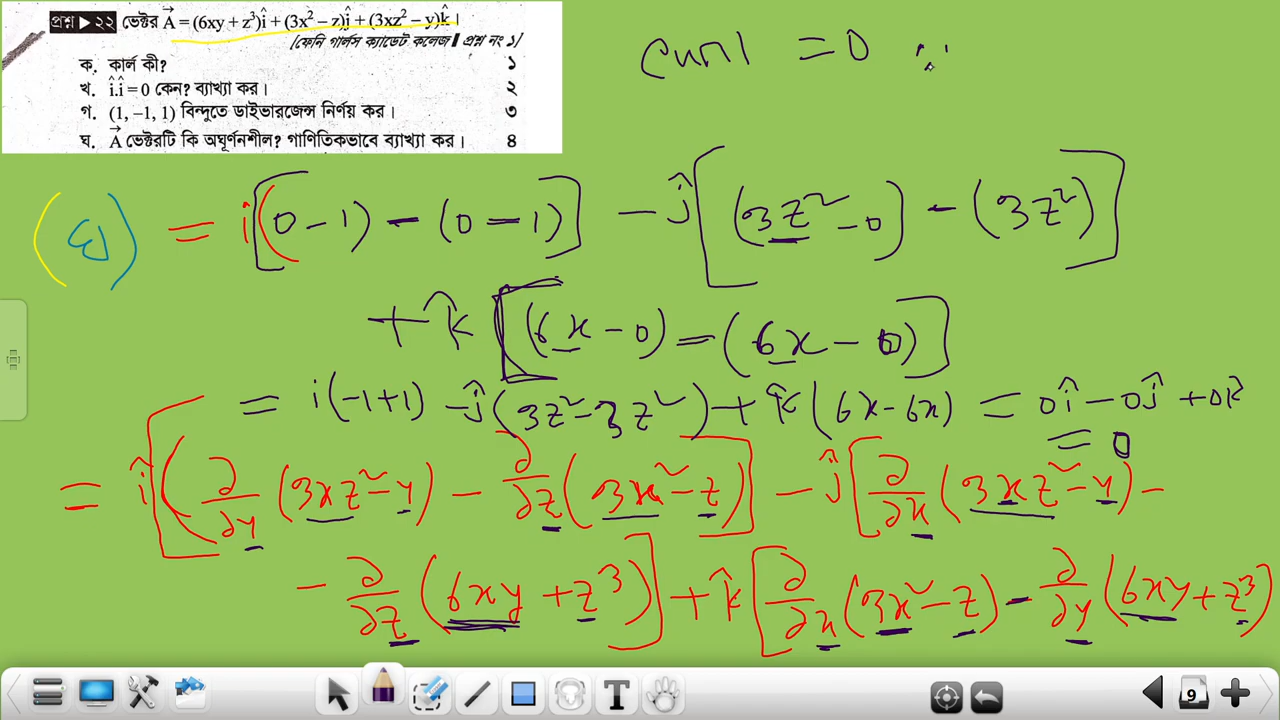 প্রশ্ন ▶ ২২ ভেক্টর A⃗ = (6xy + z³)î + (3x² − z)ĵ + (3xz² − y)k̂ ।
[ফেনি গার্লস ক্যাডেট কলেজ ∥ প্রশ্ন নং ১]
ক. কার্ল কী? ১
খ. î.î = 0 কেন? ব্যাখ্যা কর। ২
গ. (1, −1, 1) বিন্দুতে ডাইভারজেন্স নির্ণয় কর। ৩
ঘ. A⃗ ভেক্টরটি কি অঘূর্ণনশীল? গাণিতিকভাবে ব্যাখ্যা কর। ৪
curl = 0
(ঘ) = i[(0 − 1) − (0 − 1)] − ĵ[(3z² − 0) − (3z²)]
+ k̂ [(6x − 0) = (6x − 0)]
= i(−1+1) − ĵ(3z² − 3z²) + k̂(6x − 6x) = 0î − 0ĵ + 0k̂
= 0
= î[(∂/∂y (3xz² − y) − ∂/∂z (3x² − z)] − ĵ[∂/∂x (3xz² − y) −
− ∂/∂z (6xy + z³)] + k̂[∂/∂x (3x² − z) − ∂/∂y (6xy + z³)
9